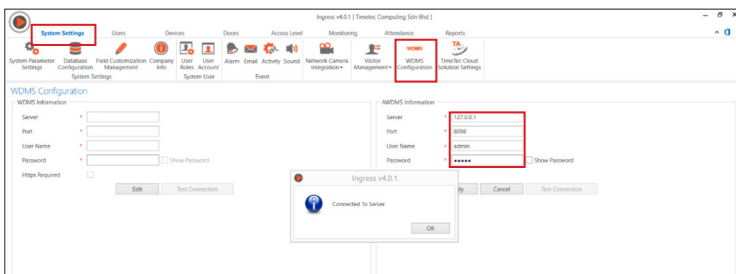 Ingress v4.0.1 [ Timetec Computing Sdn Bhd ]
System Settings Users Devices Doors Access Level Monitoring Attendance Reports
WDMS TA
System Parameter Settings Database Configuration Field Customization Management Company Info User Roles User Account Alarm Email Activity Sound Network Camera Integration Visitor Management WDMS Configuration TimeTec Cloud Solution Settings
System Settings System User Event
WDMS Configuration
WDMS Information AWDMS Information
Server * Server * 127.0.0.1
Port * Port * 8098
User Name * User Name * admin
Password * Show Password Password * ••••• Show Password
Https Required
Ingress v4.0.1
Edit Test Connection Cancel Test Connection
Connected To Server
OK